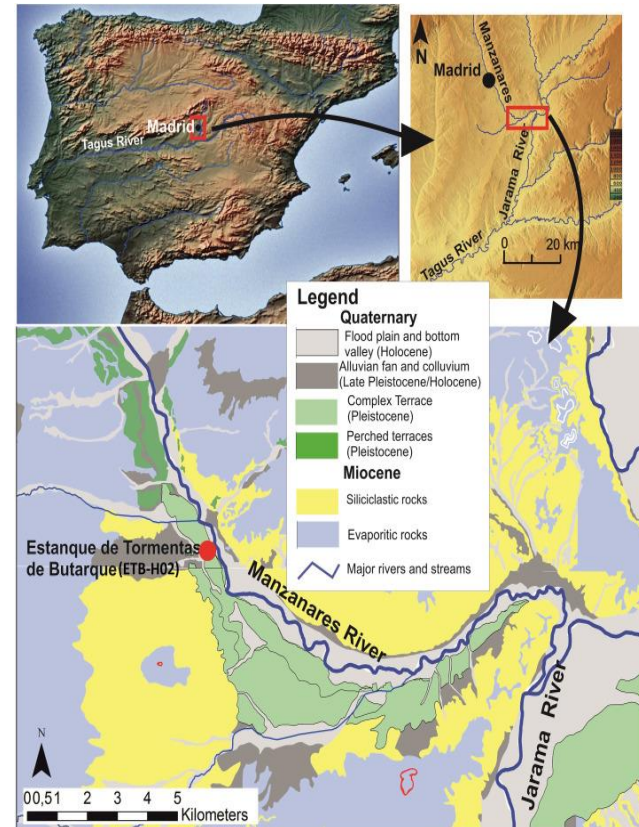 Madrid
Tagus River
N
Manzanares
Madrid
Jarama River
Tagus River
0 20 km
Legend
Quaternary
Flood plain and bottom
valley (Holocene)
Alluvian fan and colluvium
(Late Pleistocene/Holocene)
Complex Terrace
(Pleistocene)
Perched terraces
(Pleistocene)
Miocene
Siliciclastic rocks
Evaporitic rocks
Major rivers and streams
Estanque de Tormentas
de Butarque(ETB-H02)
Manzanares River
Jarama River
N
00,51 2 3 4 5
Kilometers